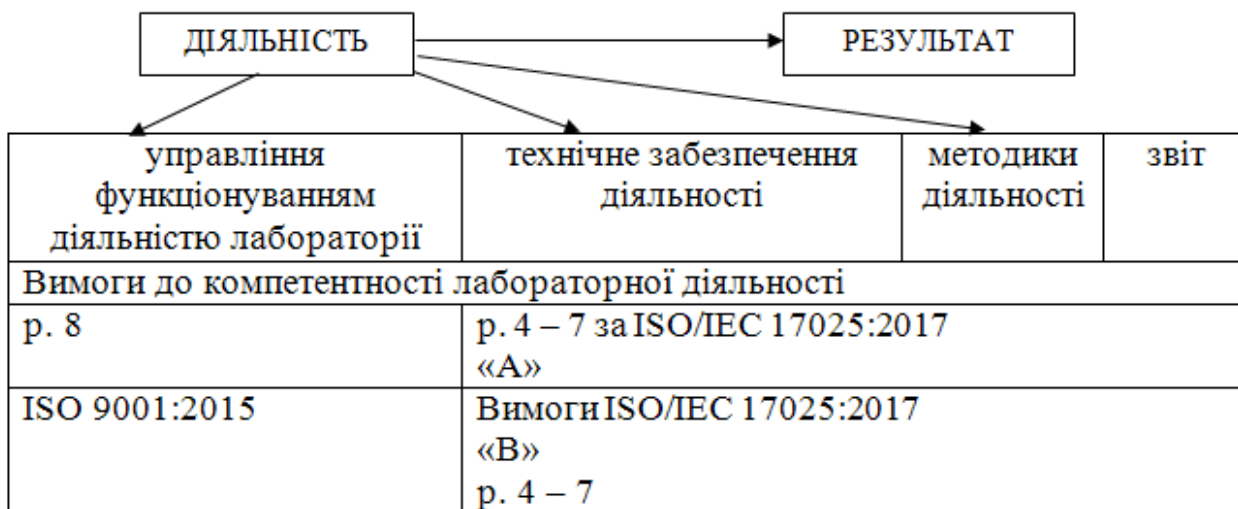 ДІЯЛЬНІСТЬ
РЕЗУЛЬТАТ
управління
функціонуванням
діяльністю лабораторії
технічне забезпечення
діяльності
методики
діяльності
звіт
Вимоги до компетентності лабораторної діяльності
р. 8
р. 4 – 7 за ISO/IEC 17025:2017
«А»
ISO 9001:2015
Вимоги ISO/IEC 17025:2017
«В»
р. 4 – 7